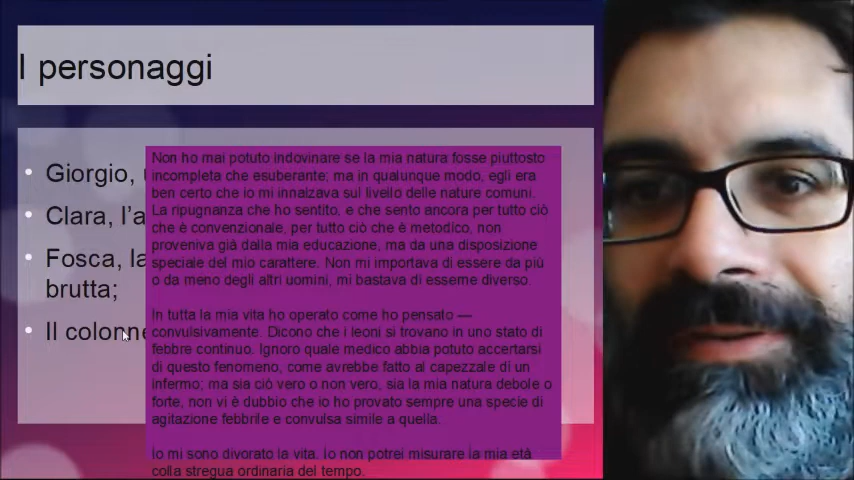 I personaggi
Giorgio,
Clara, l'a
Fosca, la
brutta;
Il colonne
Non ho mai potuto indovinare se la mia natura fosse piuttosto
incompleta che esuberante; ma in qualunque modo, egli era
ben certo che io mi innalzava sul livello delle nature comuni.
La ripugnanza che ho sentito, e che sento ancora per tutto ciò
che è convenzionale, per tutto ciò che è metodico, non
proveniva già dalla mia educazione, ma da una disposizione
speciale del mio carattere. Non mi importava di essere da più
o da meno degli altri uomini, mi bastava di esserne diverso.
In tutta la mia vita ho operato come ho pensato —
convulsivamente. Dicono che i leoni si trovano in uno stato di
febbre continuo. Ignoro quale medico abbia potuto accertarsi
di questo fenomeno, come avrebbe fatto al capezzale di un
infermo; ma sia ciò vero o non vero, sia la mia natura debole o
forte, non vi è dubbio che io ho provato sempre una specie di
agitazione febbrile e convulsa simile a quella.
Io mi sono divorato la vita. Io non potrei misurare la mia età
colla stregua ordinaria del tempo.